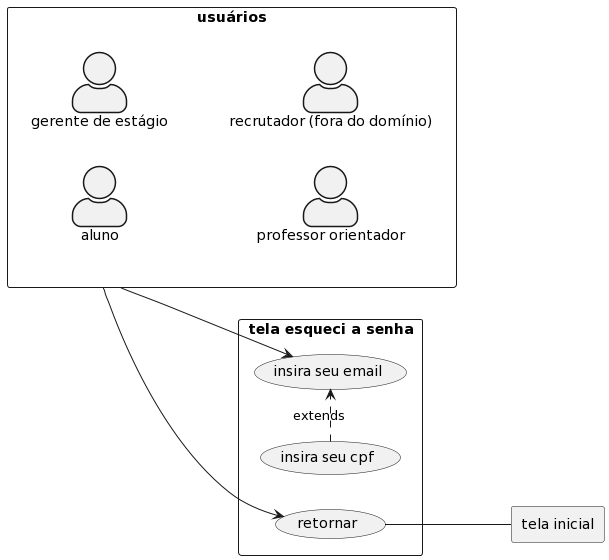 usuários
gerente de estágio
recrutador (fora do domínio)
aluno
professor orientador
tela esqueci a senha
insira seu email
extends
insira seu cpf
retornar
tela inicial